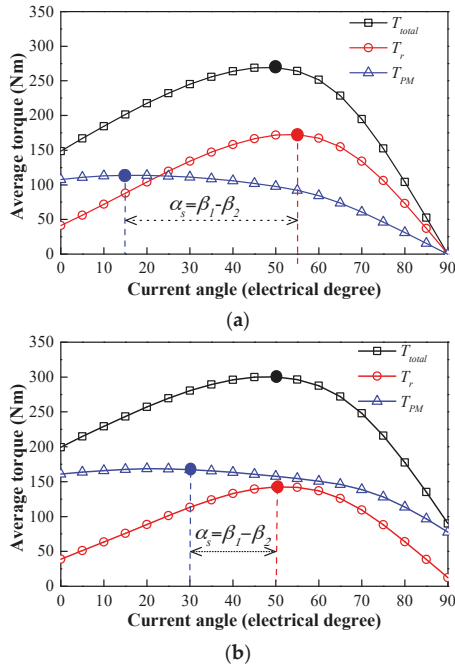 350
300
250
200
150
100
50
0
Average torque (Nm)
T_total
T_r
T_PM
α_s=β_1-β_2
0 10 20 30 40 50 60 70 80 90
Current angle (electrical degree)
(a)
350
300
250
200
150
100
50
0
Average torque (Nm)
T_total
T_r
T_PM
α_s=β_1-β_2
0 10 20 30 40 50 60 70 80 90
Current angle (electrical degree)
(b)